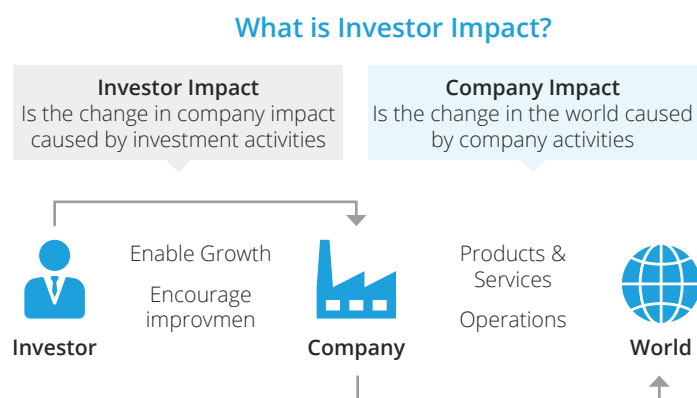 What is Investor Impact?
Investor Impact
Is the change in company impact
caused by investment activities
Company Impact
Is the change in the world caused
by company activities
Enable Growth
Encourage
improvmen
Products &
Services
Operations
Investor
Company
World